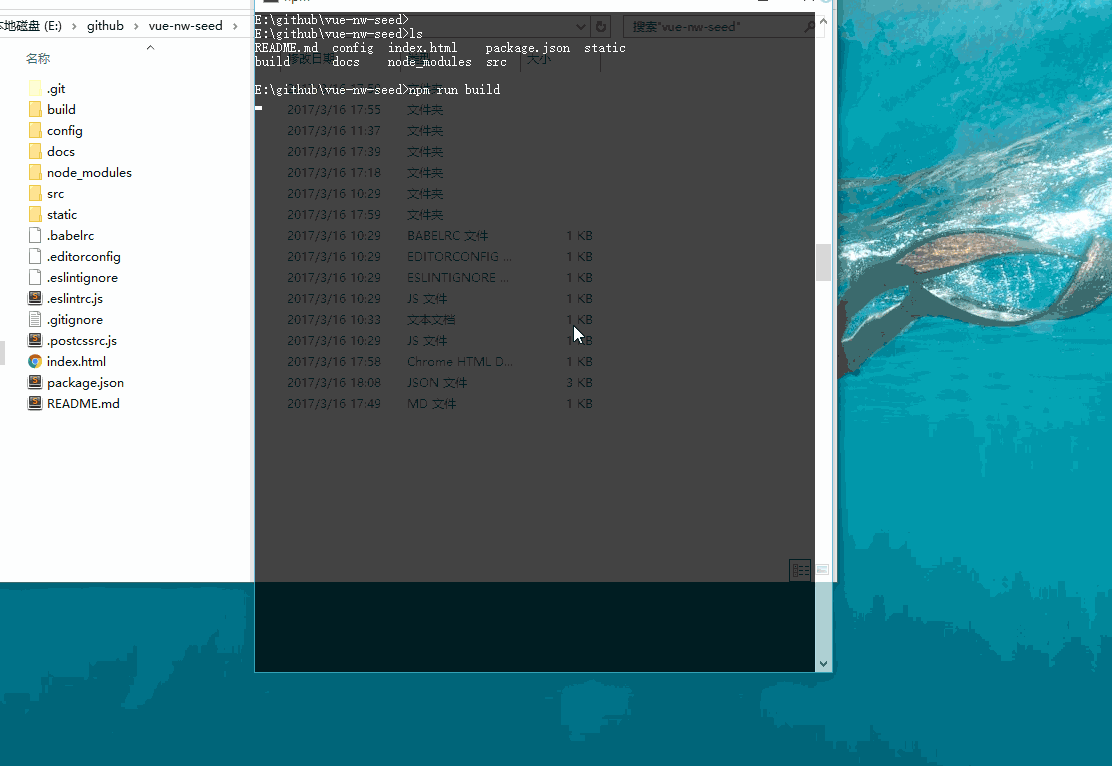 E:\github\vue-nw-seed>
E:\github\vue-nw-seed>ls
README.md config index.html package.json static
build docs node_modules src
E:\github\vue-nw-seed>npm run build
本地磁盘 (E:) > github > vue-nw-seed >
搜索"vue-nw-seed"
名称 修改日期 大小
.git
build 2017/3/16 17:55 文件夹
config 2017/3/16 11:37 文件夹
docs 2017/3/16 17:39 文件夹
node_modules 2017/3/16 17:18 文件夹
src 2017/3/16 10:29 文件夹
static 2017/3/16 17:59 文件夹
.babelrc 2017/3/16 10:29 BABELRC 文件 1 KB
.editorconfig 2017/3/16 10:29 EDITORCONFIG ... 1 KB
.eslintignore 2017/3/16 10:29 ESLINTIGNORE ... 1 KB
.eslintrc.js 2017/3/16 10:29 JS 文件 1 KB
.gitignore 2017/3/16 10:33 文本文档 1 KB
.postcssrc.js 2017/3/16 10:29 JS 文件 1 KB
index.html 2017/3/16 17:58 Chrome HTML D... 1 KB
package.json 2017/3/16 18:08 JSON 文件 3 KB
README.md 2017/3/16 17:49 MD 文件 1 KB